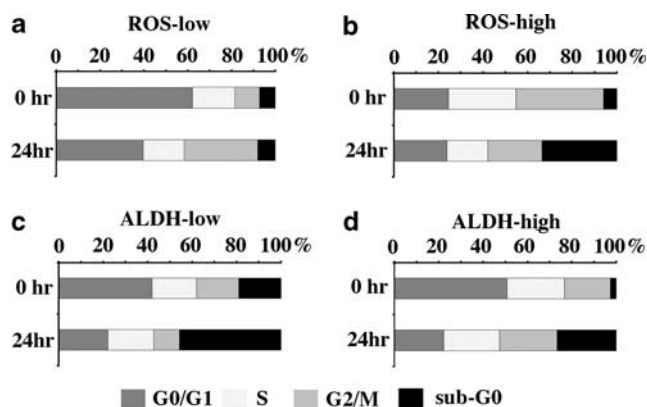 a ROS-low
0 20 40 60 80 100 %
0 hr
24hr
b ROS-high
0 20 40 60 80 100 %
0 hr
24hr
c ALDH-low
0 20 40 60 80 100 %
0 hr
24hr
d ALDH-high
0 20 40 60 80 100 %
0 hr
24hr
G0/G1 S G2/M sub-G0